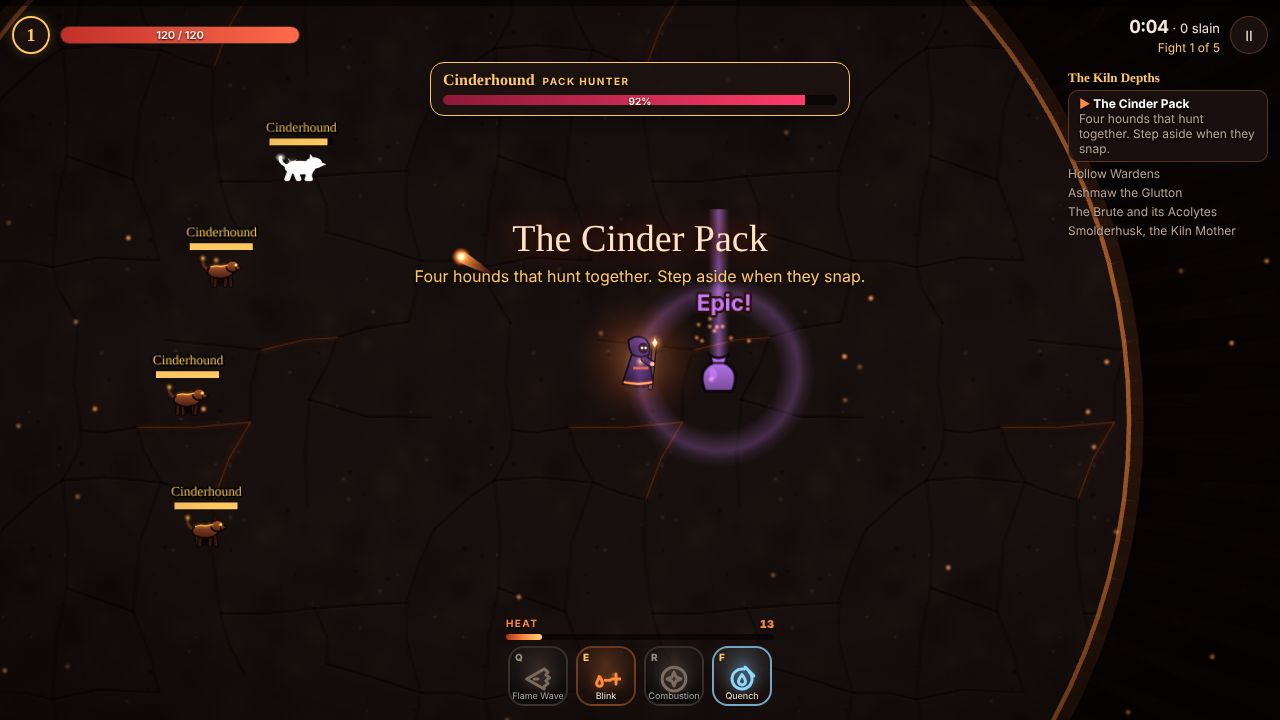 1
120 / 120
0:04 · 0 slain
Fight 1 of 5
Cinderhound PACK HUNTER
92%
The Kiln Depths
The Cinder Pack
Four hounds that hunt
together. Step aside when they
snap.
Hollow Wardens
Ashmaw the Glutton
The Brute and its Acolytes
Smolderhusk, the Kiln Mother
Cinderhound
Cinderhound
The Cinder Pack
Four hounds that hunt together. Step aside when they snap.
Epic!
Cinderhound
Cinderhound
HEAT 13
Q E R F
Flame Wave Blink Combustion Quench